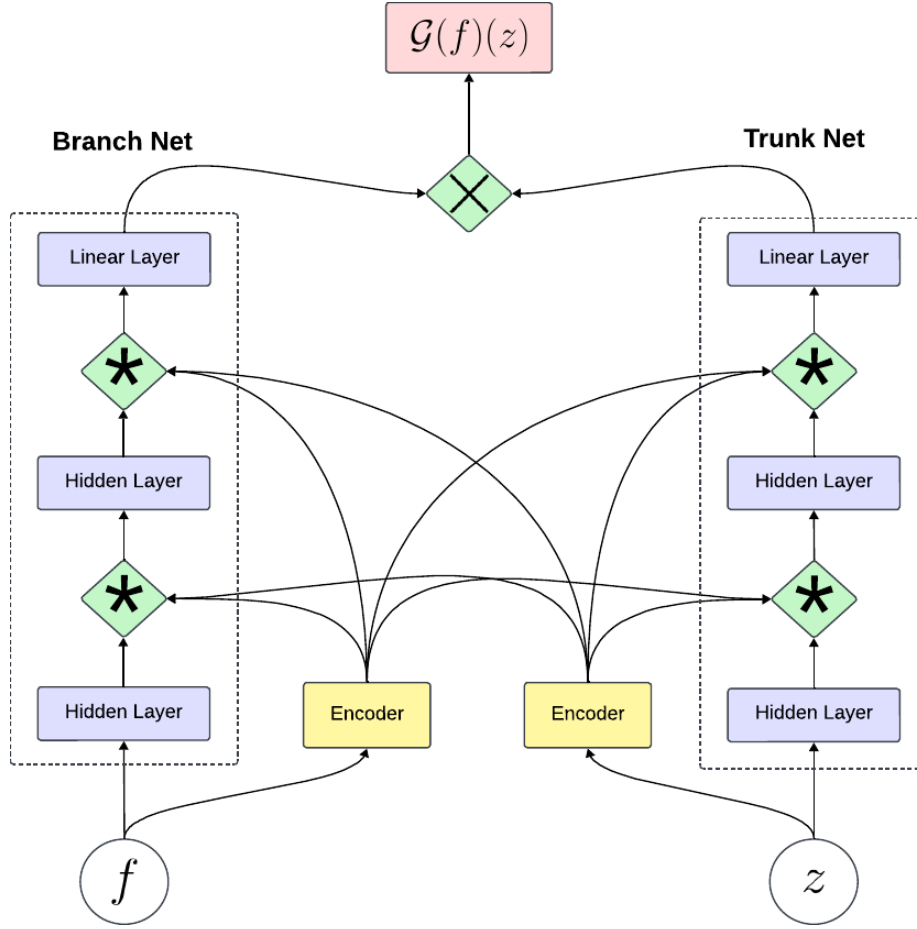 𝒢(f)(z)
Branch Net
Trunk Net
×
Linear Layer
Linear Layer
*
*
Hidden Layer
Hidden Layer
*
*
Hidden Layer
Encoder
Encoder
Hidden Layer
f
z